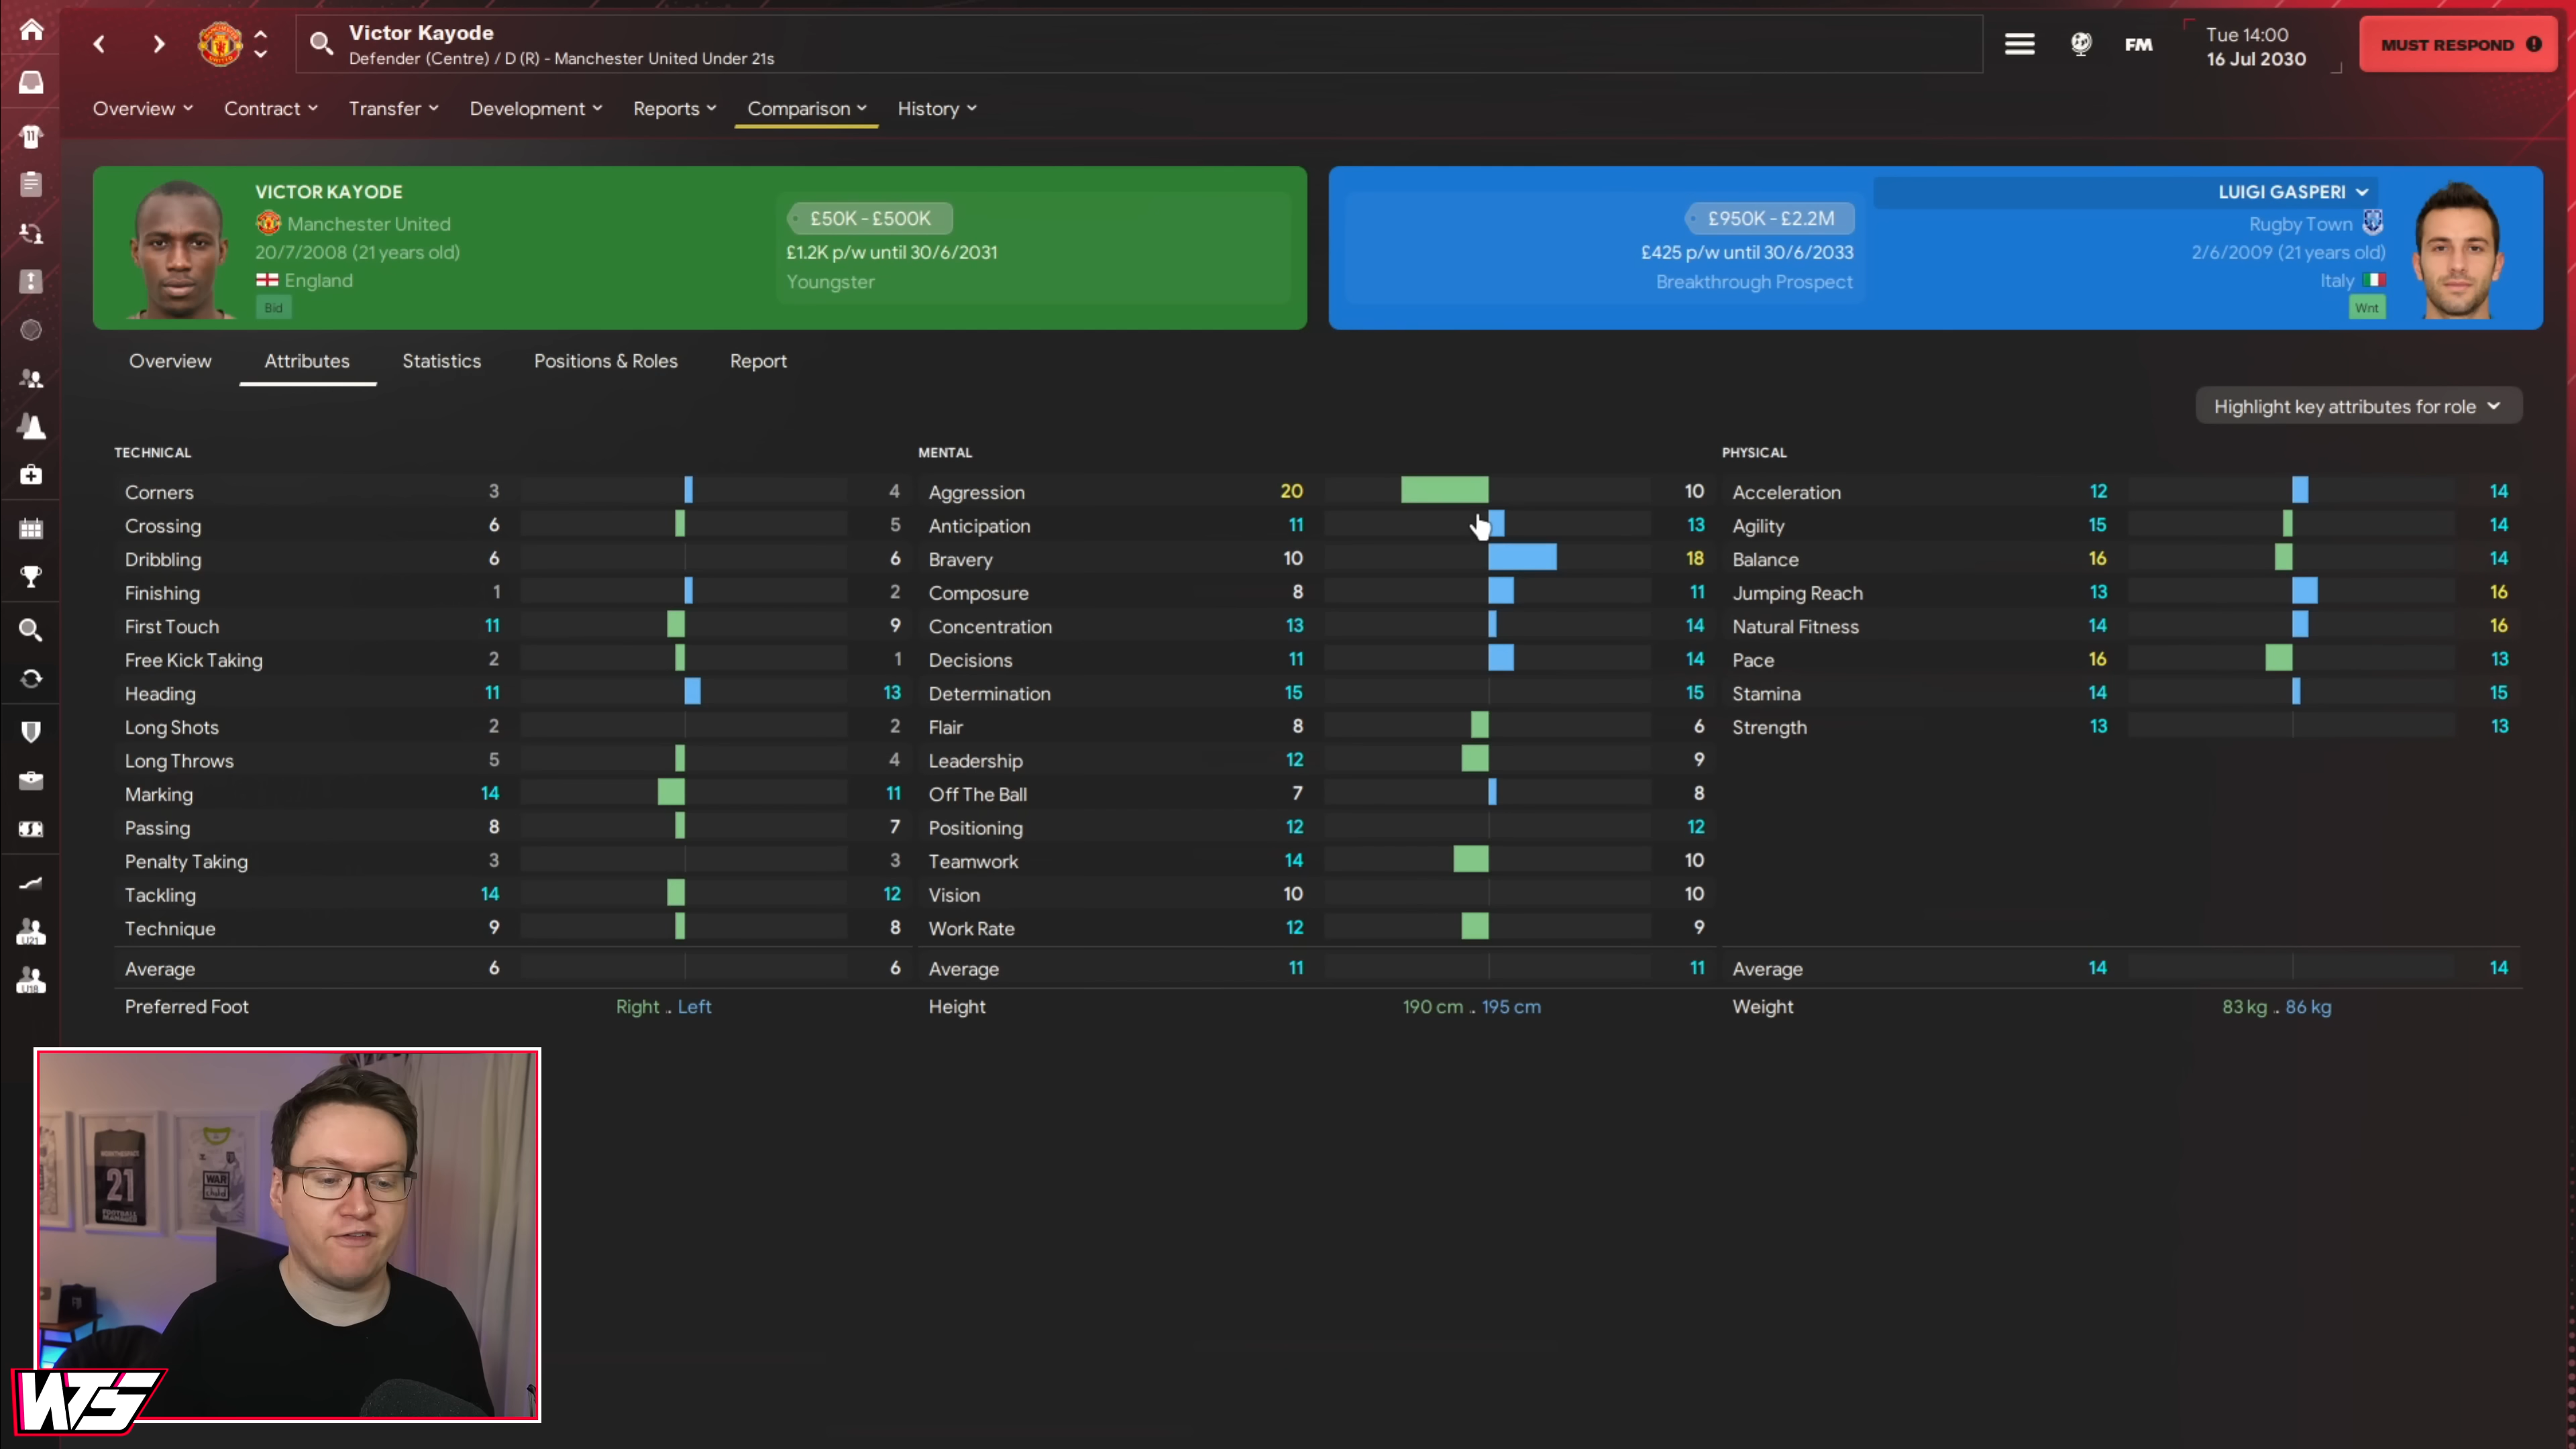 Victor Kayode
Defender (Centre) / D (R) - Manchester United Under 21s
FM
Tue 14:00
16 Jul 2030
MUST RESPOND
Overview
Contract
Transfer
Development
Reports
Comparison
History
VICTOR KAYODE
Manchester United
20/7/2008 (21 years old)
England
Bid
£50K - £500K
£1.2K p/w until 30/6/2031
Youngster
£950K - £2.2M
£425 p/w until 30/6/2033
Breakthrough Prospect
LUIGI GASPERI
Rugby Town
2/6/2009 (21 years old)
Italy
Wnt
Overview
Attributes
Statistics
Positions & Roles
Report
Highlight key attributes for role
TECHNICAL
Corners 3 4
Crossing 6 5
Dribbling 6 6
Finishing 1 2
First Touch 11 9
Free Kick Taking 2 1
Heading 11 13
Long Shots 2 2
Long Throws 5 4
Marking 14 11
Passing 8 7
Penalty Taking 3 3
Tackling 14 12
Technique 9 8
Average 6 6
Preferred Foot Right .. Left
MENTAL
Aggression 20 10
Anticipation 11 13
Bravery 10 18
Composure 8 11
Concentration 13 14
Decisions 11 14
Determination 15 15
Flair 8 6
Leadership 12 9
Off The Ball 7 8
Positioning 12 12
Teamwork 14 10
Vision 10 10
Work Rate 12 9
Average 11 11
Height 190 cm .. 195 cm
PHYSICAL
Acceleration 12 14
Agility 15 14
Balance 16 14
Jumping Reach 13 16
Natural Fitness 14 16
Pace 16 13
Stamina 14 15
Strength 13 13
Average 14 14
Weight 83 kg .. 86 kg
11
U21
U18
21
FOOTBALL
MANAGER
WAR
child
WTS